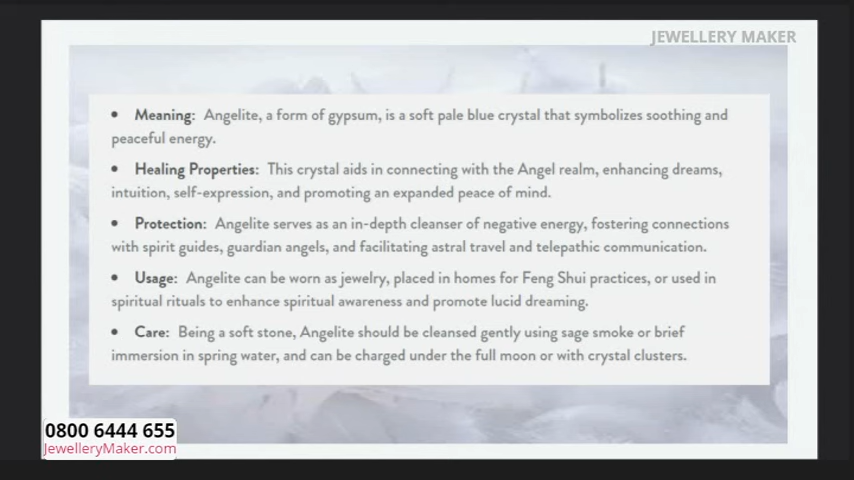 JEWELLERY MAKER
• Meaning: Angelite, a form of gypsum, is a soft pale blue crystal that symbolizes soothing and
peaceful energy.
• Healing Properties: This crystal aids in connecting with the Angel realm, enhancing dreams,
intuition, self-expression, and promoting an expanded peace of mind.
• Protection: Angelite serves as an in-depth cleanser of negative energy, fostering connections
with spirit guides, guardian angels, and facilitating astral travel and telepathic communication.
• Usage: Angelite can be worn as jewelry, placed in homes for Feng Shui practices, or used in
spiritual rituals to enhance spiritual awareness and promote lucid dreaming.
• Care: Being a soft stone, Angelite should be cleansed gently using sage smoke or brief
immersion in spring water, and can be charged under the full moon or with crystal clusters.
0800 6444 655
JewelleryMaker.com